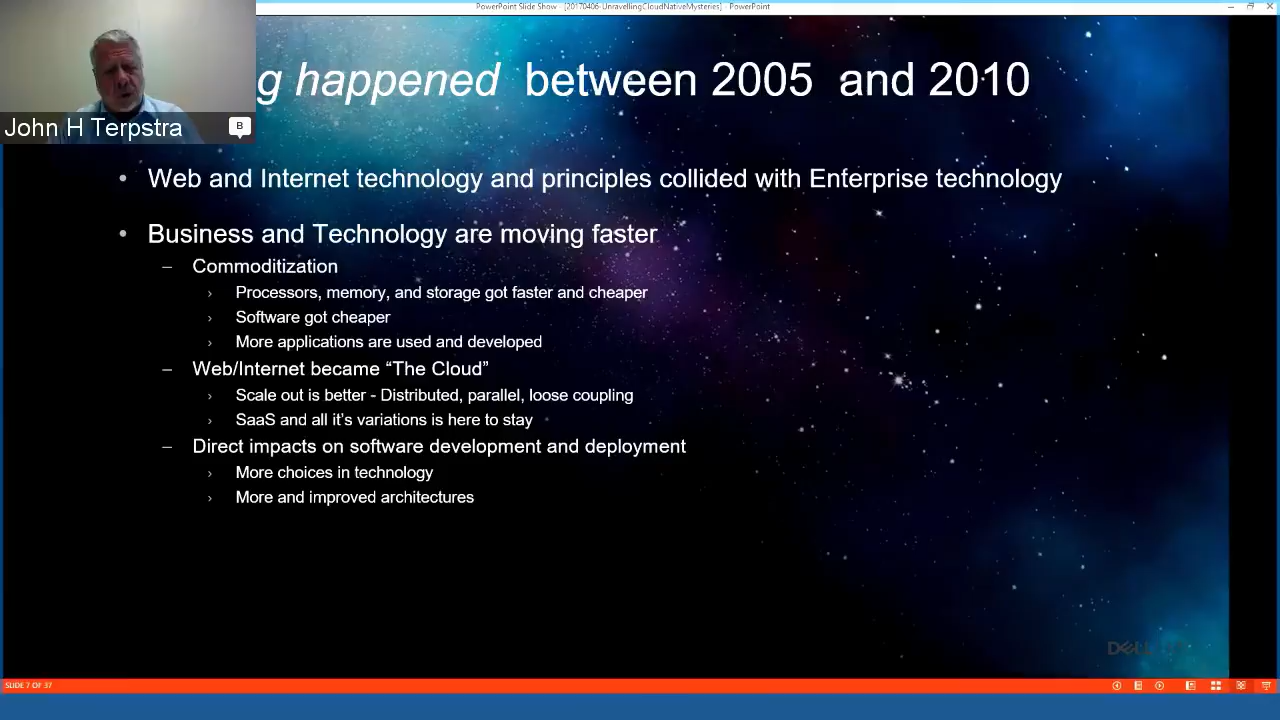 PowerPoint Slide Show - [20170406-UnravellingCloudNativeMysteries] - PowerPoint
g happened between 2005 and 2010
John H Terpstra
B
• Web and Internet technology and principles collided with Enferprise technology
• Business and Technology are moving faster
– Commoditization
› Processors, memory, and storage got faster and cheaper
› Software got cheaper
› More applications are used and developed
– Web/Internet became “The Cloud”
› Scale out is better - Distributed, parallel, loose coupling
› SaaS and all it’s variations is here to stay
– Direct impacts on software development and deployment
› More choices in technology
› More and improved architectures
DELL
SLIDE 7 OF 37